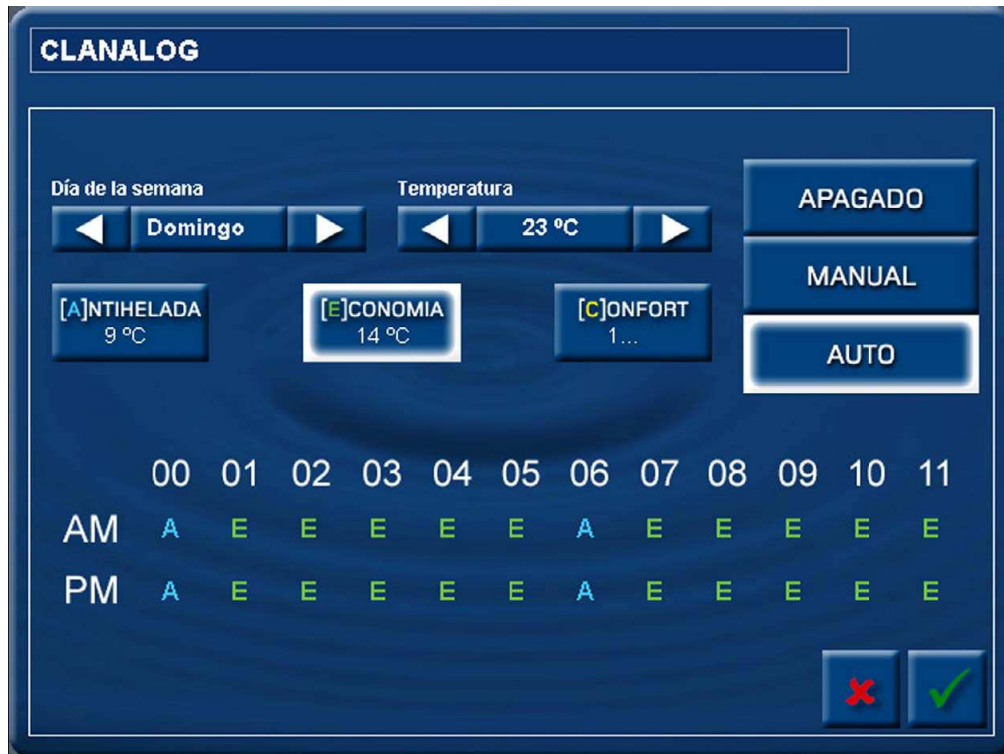 CLANALOG
Día de la semana Temperatura
Domingo 23 ºC
APAGADO
MANUAL
AUTO
[A]NTIHELADA [E]CONOMIA [C]ONFORT
9 ºC 14 ºC 1...
00 01 02 03 04 05 06 07 08 09 10 11
AM A E E E E E A E E E E E
PM A E E E E E A E E E E E